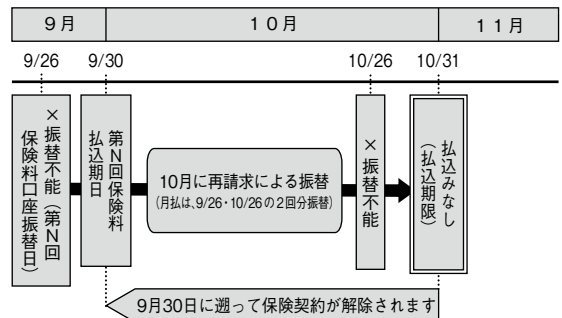 ９月
１０月
１１月
9/26
9/30
10/26
10/31
×振替不能（第Ｎ回
保険料口座振替日）
第Ｎ回保険料
払込期日
10月に再請求による振替
(月払は、9/26・10/26の２回分振替)
×振替不能
払込みなし
（払込期限）
9月30日に遡って保険契約が解除されます